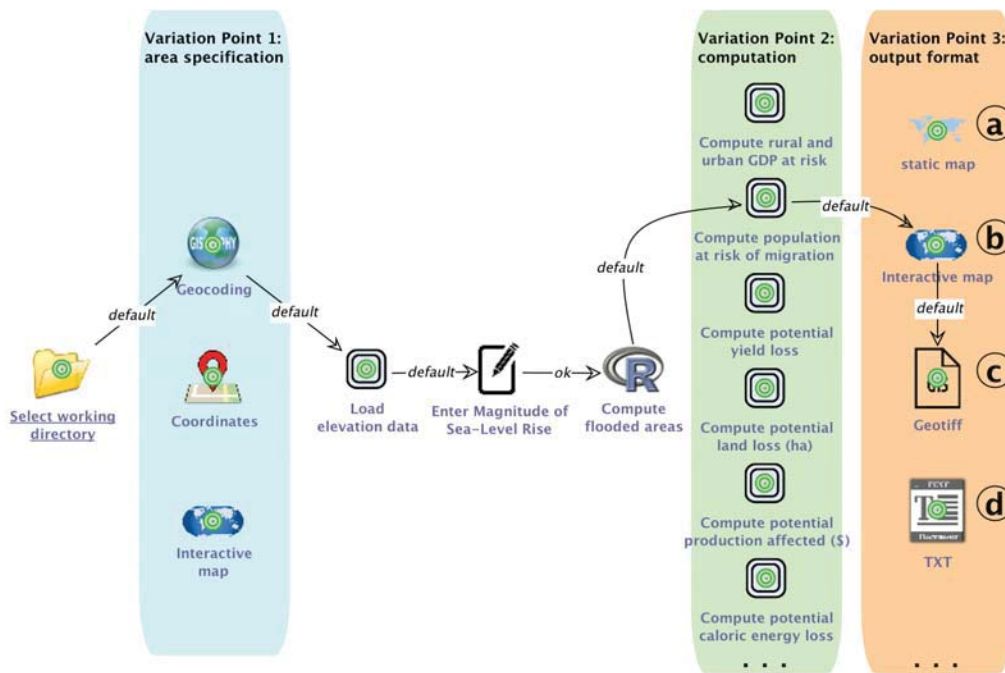 Variation Point 1:
area specification
Variation Point 2:
computation
Variation Point 3:
output format
Compute rural and
urban GDP at risk
a
static map
default
Compute population
at risk of migration
b
Interactive map
default
Geocoding
default
default
default
Compute potential
yield loss
Select working
directory
Coordinates
Load
elevation data
default
Enter Magnitude of
Sea-Level Rise
ok
R
Compute
flooded areas
Compute potential
land loss (ha)
c
GIS
Geotiff
Interactive
map
Compute potential
production affected ($)
d
TXT
Compute potential
caloric energy loss
. . .
. . .